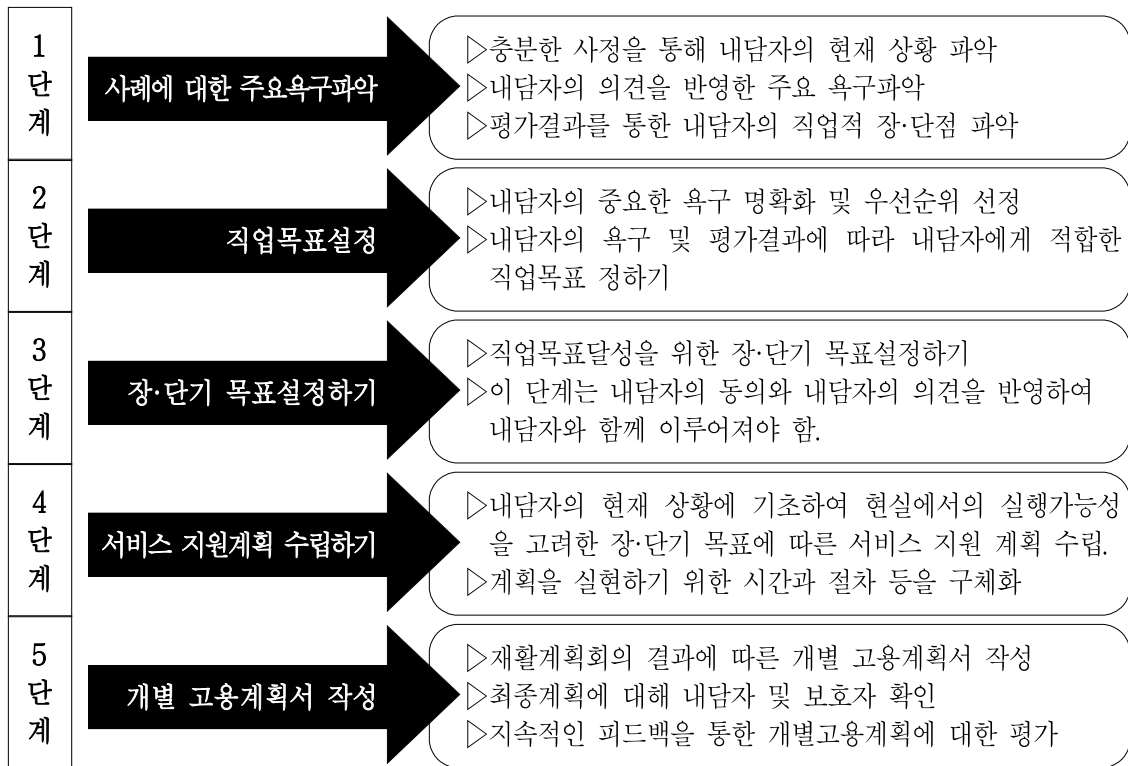 1
단
계
사례에 대한 주요욕구파악
▷충분한 사정을 통해 내담자의 현재 상황 파악
▷내담자의 의견을 반영한 주요 욕구파악
▷평가결과를 통한 내담자의 직업적 장·단점 파악
2
단
계
직업목표설정
▷내담자의 중요한 욕구 명확화 및 우선순위 선정
▷내담자의 욕구 및 평가결과에 따라 내담자에게 적합한
직업목표 정하기
3
단
계
장·단기 목표설정하기
▷직업목표달성을 위한 장·단기 목표설정하기
▷이 단계는 내담자의 동의와 내담자의 의견을 반영하여
내담자와 함께 이루어져야 함.
4
단
계
서비스 지원계획 수립하기
▷내담자의 현재 상황에 기초하여 현실에서의 실행가능성
을 고려한 장·단기 목표에 따른 서비스 지원 계획 수립.
▷계획을 실현하기 위한 시간과 절차 등을 구체화
5
단
계
개별 고용계획서 작성
▷재활계획회의 결과에 따른 개별 고용계획서 작성
▷최종계획에 대해 내담자 및 보호자 확인
▷지속적인 피드백을 통한 개별고용계획에 대한 평가